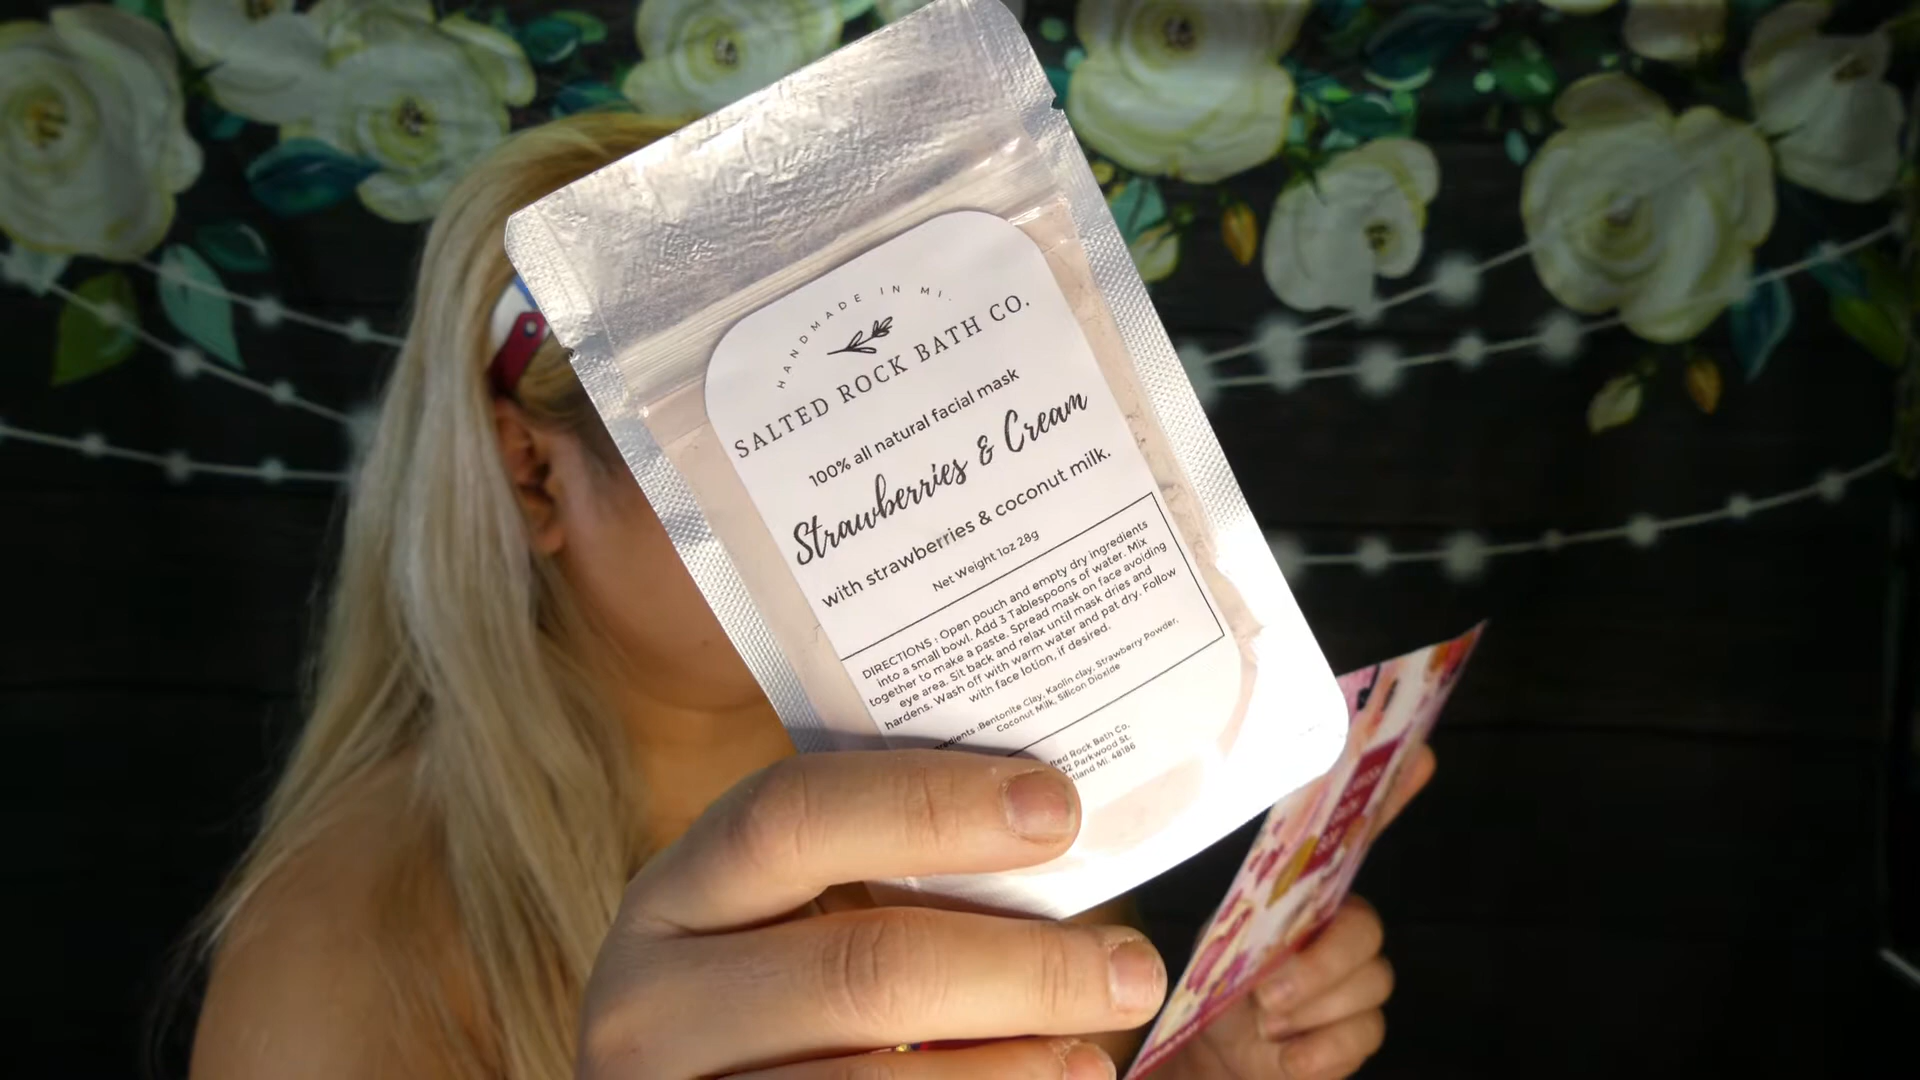 HANDMADE IN MI.
SALTED ROCK BATH CO.
100% all natural facial mask
Strawberries & Cream
with strawberries & coconut milk.
Net Weight 1oz 28g
DIRECTIONS : Open pouch and empty dry ingredients
into a small bowl. Add 3 Tablespoons of water. Mix
together to make a paste. Spread mask on face avoiding
eye area. Sit back and relax until mask dries and
hardens. Wash off with warm water and pat dry. Follow
with face lotion, if desired.
:Bentonite Clay, Kaolin clay, Strawberry Powder,
Coconut Milk, Silicon Dioxide
Rock Bath Co.
32 Parkwood St.
Mi. 48186